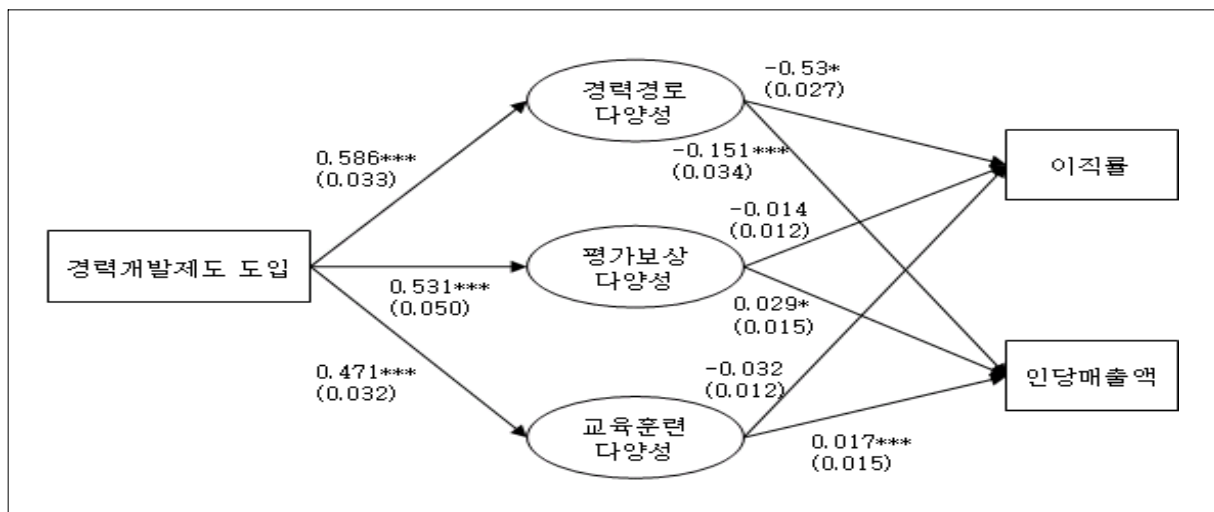 경력경로
다양성
-0.53*
(0.027)
0.586***
(0.033)
-0.151***
(0.034)
이직률
경력개발제도 도입
0.531***
(0.050)
평가보상
다양성
-0.014
(0.012)
0.029*
(0.015)
0.471***
(0.032)
-0.032
(0.012)
인당매출액
교육훈련
다양성
0.017***
(0.015)